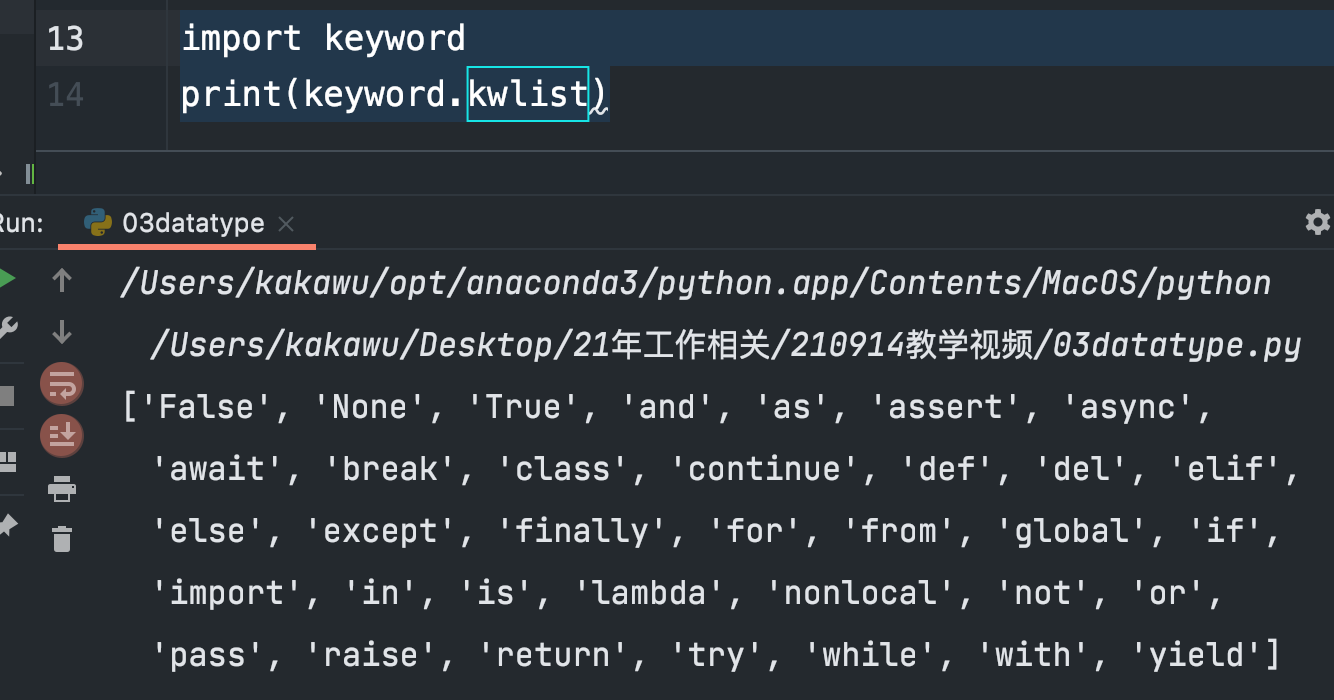 13 import keyword
14 print(keyword.kwlist)
Run: 03datatype
/Users/kakawu/opt/anaconda3/python.app/Contents/MacOS/python
/Users/kakawu/Desktop/21年工作相关/210914教学视频/03datatype.py
['False', 'None', 'True', 'and', 'as', 'assert', 'async',
'await', 'break', 'class', 'continue', 'def', 'del', 'elif',
'else', 'except', 'finally', 'for', 'from', 'global', 'if',
'import', 'in', 'is', 'lambda', 'nonlocal', 'not', 'or',
'pass', 'raise', 'return', 'try', 'while', 'with', 'yield']